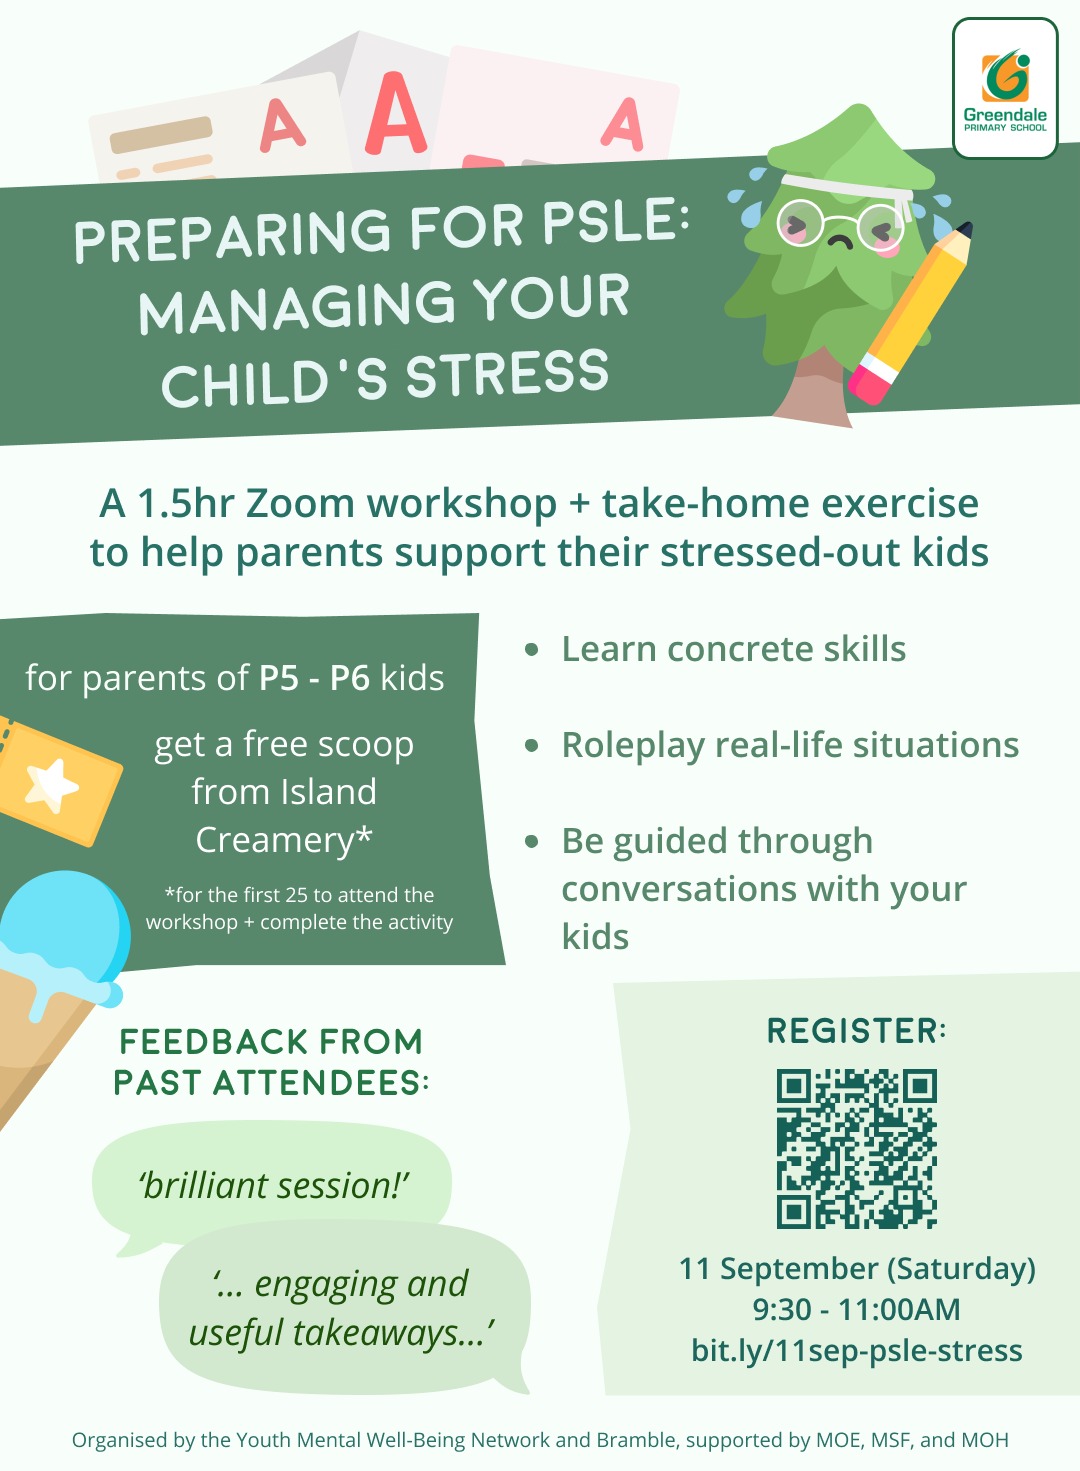 A
A
A
Greendale
PRIMARY SCHOOL
PREPARING FOR PSLE:
MANAGING YOUR
CHILD'S STRESS
A 1.5hr Zoom workshop + take-home exercise
to help parents support their stressed-out kids
for parents of P5 - P6 kids
get a free scoop
from Island
Creamery*
*for the first 25 to attend the
workshop + complete the activity
• Learn concrete skills
• Roleplay real-life situations
• Be guided through
conversations with your
kids
FEEDBACK FROM
PAST ATTENDEES:
‘brilliant session!’
‘... engaging and
useful takeaways...’
REGISTER:
11 September (Saturday)
9:30 - 11:00AM
bit.ly/11sep-psle-stress
Organised by the Youth Mental Well-Being Network and Bramble, supported by MOE, MSF, and MOH